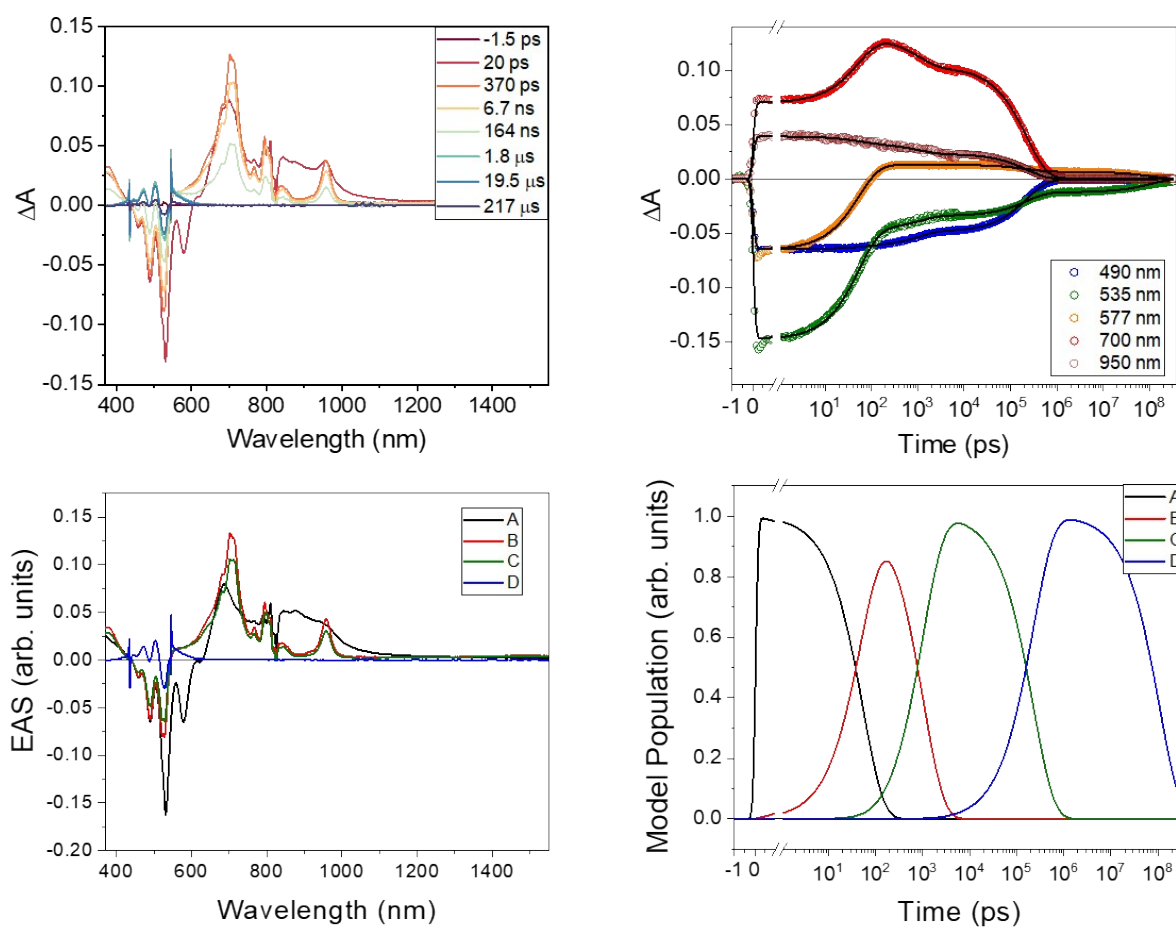 0.15
0.10
0.05
0.00
-0.05
-0.10
-0.15
ΔA
400 600 800 1000 1200 1400
Wavelength (nm)
-1.5 ps
20 ps
370 ps
6.7 ns
164 ns
1.8 μs
19.5 μs
217 μs
0.10
0.05
0.00
-0.05
-0.10
-0.15
ΔA
-1 0 10¹ 10² 10³ 10⁴ 10⁵ 10⁶ 10⁷ 10⁸
Time (ps)
490 nm
535 nm
577 nm
700 nm
950 nm
0.15
0.10
0.05
0.00
-0.05
-0.10
-0.15
-0.20
EAS (arb. units)
400 600 800 1000 1200 1400
Wavelength (nm)
A
B
C
D
1.0
0.8
0.6
0.4
0.2
0.0
Model Population (arb. units)
-1 0 10¹ 10² 10³ 10⁴ 10⁵ 10⁶ 10⁷ 10⁸
Time (ps)
A
B
C
D